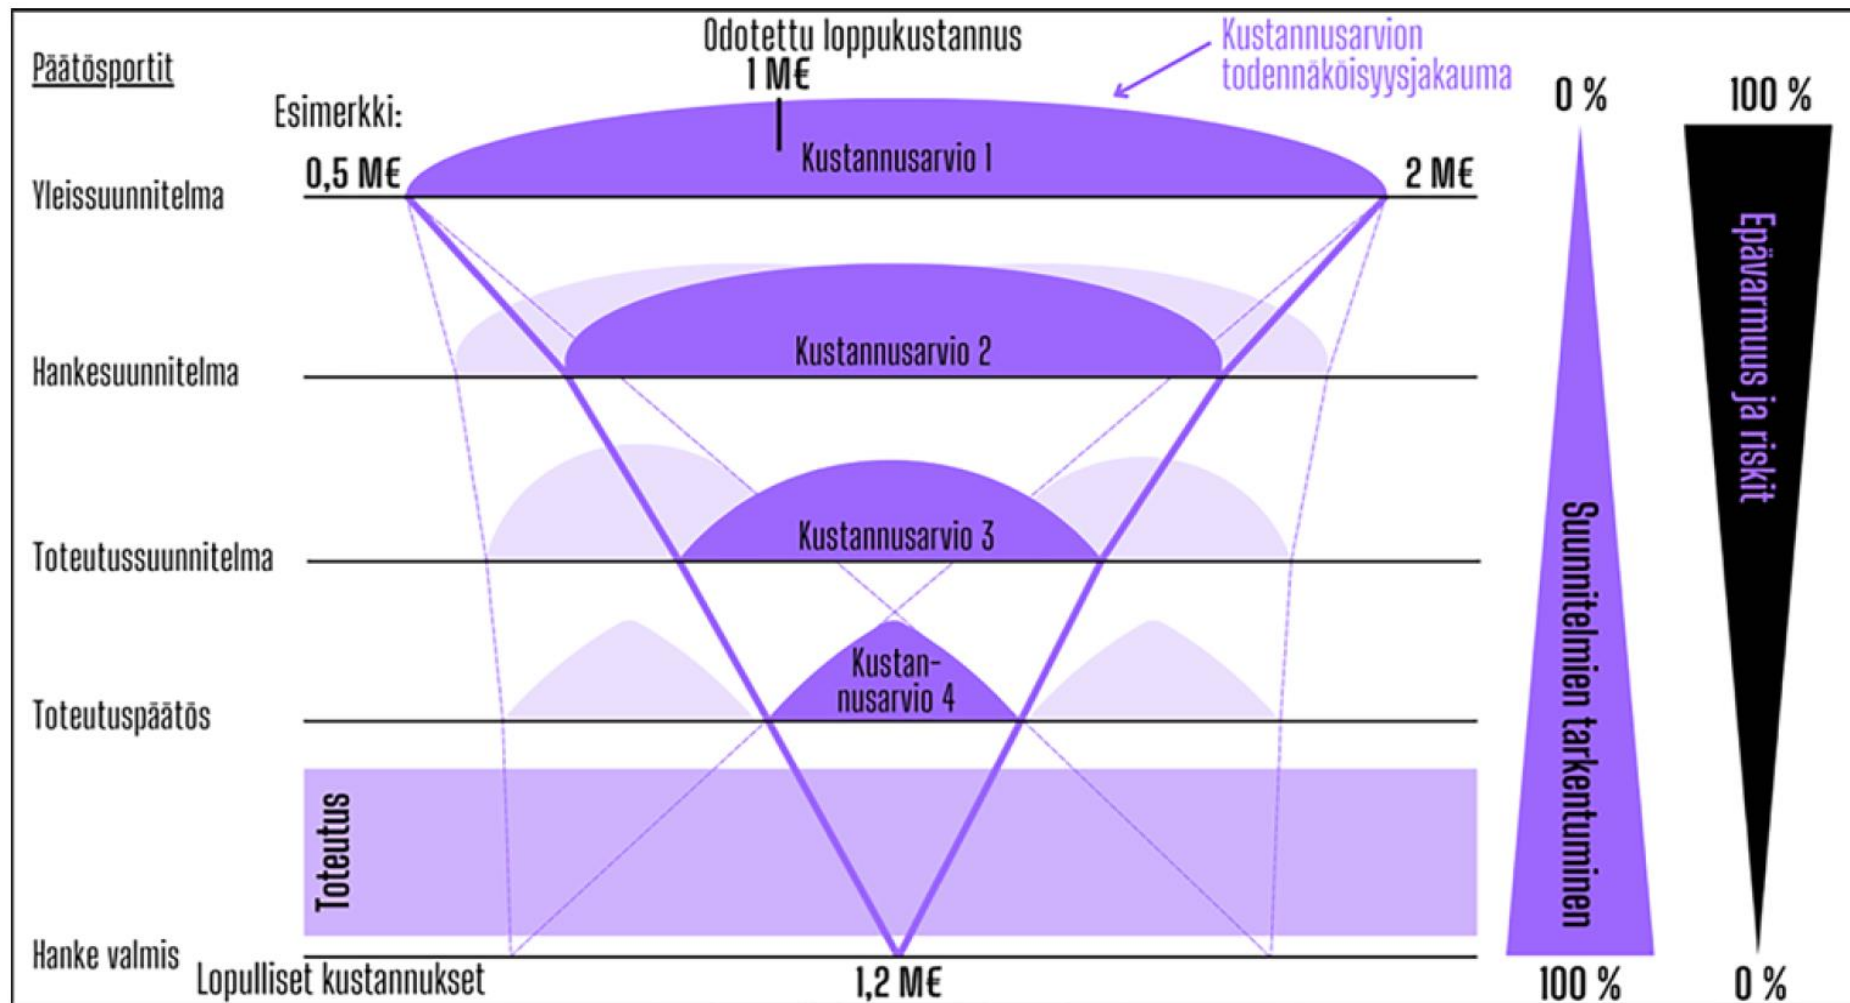 Päätösportit
Odotettu loppukustannus
1 M€
Kustannusarvion
todennäköisyysjakauma
Esimerkki:
0 %
100 %
Yleissuunnitelma
0,5 M€
Kustannusarvio 1
2 M€
Hankesuunnitelma
Kustannusarvio 2
Toteutussuunnitelma
Kustannusarvio 3
Toteutuspäätös
Kustan-
nusarvio 4
Toteutus
Suunnitelmien tarkentuminen
Epävarmuus ja riskit
Hanke valmis
Lopulliset kustannukset
1,2 M€
100 %
0 %